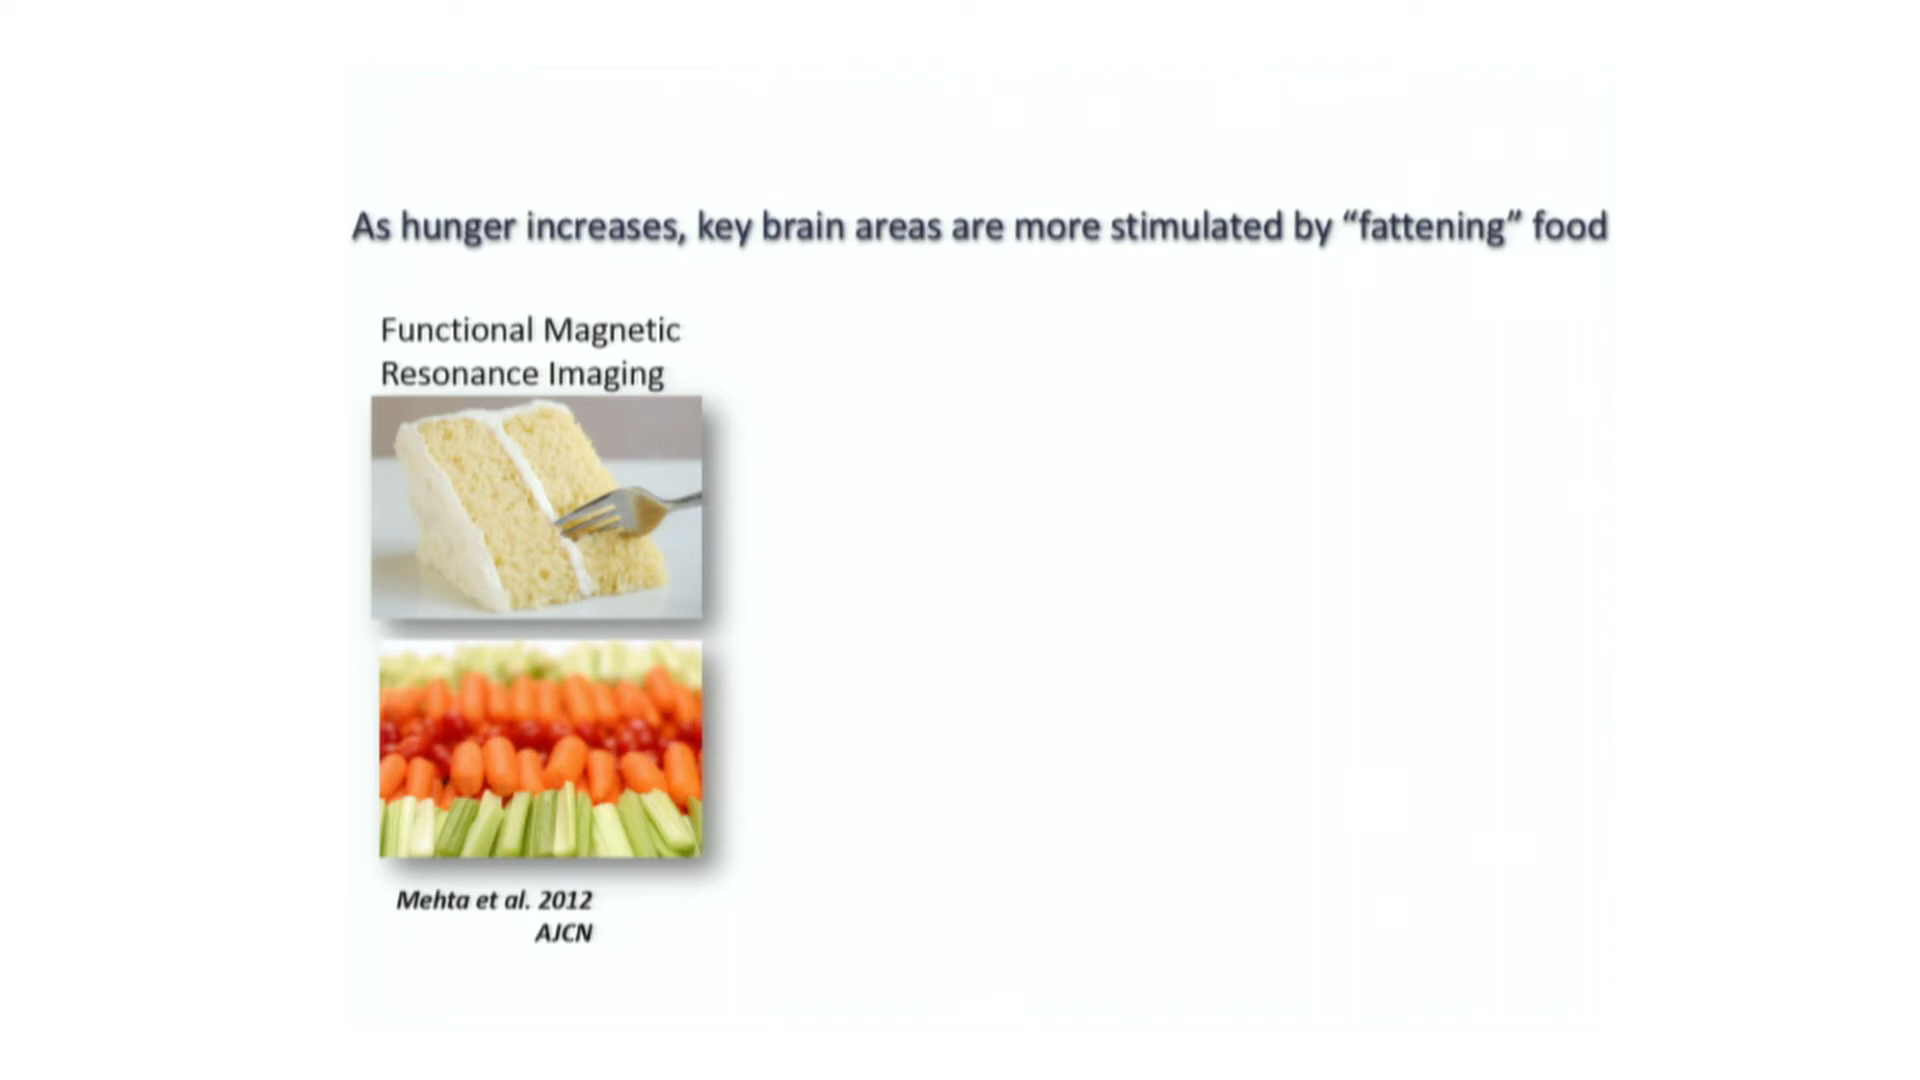 As hunger increases, key brain areas are more stimulated by “fattening” food
Functional Magnetic
Resonance Imaging
Mehta et al. 2012
AJCN